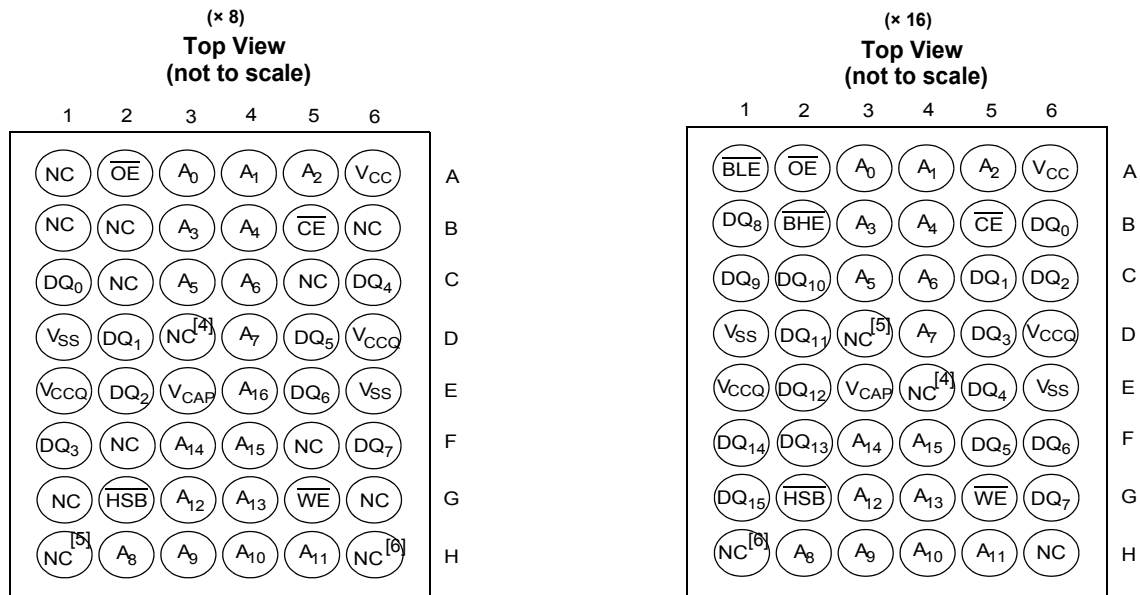 (× 8)
Top View
(not to scale)
1 2 3 4 5 6
NC OE A0 A1 A2 VCC A
NC NC A3 A4 CE NC B
DQ0 NC A5 A6 NC DQ4 C
VSS DQ1 NC[4] A7 DQ5 VCCQ D
VCCQ DQ2 VCAP A16 DQ6 VSS E
DQ3 NC A14 A15 NC DQ7 F
NC HSB A12 A13 WE NC G
NC[5] A8 A9 A10 A11 NC[6] H
(× 16)
Top View
(not to scale)
1 2 3 4 5 6
BLE OE A0 A1 A2 VCC A
DQ8 BHE A3 A4 CE DQ0 B
DQ9 DQ10 A5 A6 DQ1 DQ2 C
VSS DQ11 NC[5] A7 DQ3 VCCQ D
VCCQ DQ12 VCAP NC[4] DQ4 VSS E
DQ14 DQ13 A14 A15 DQ5 DQ6 F
DQ15 HSB A12 A13 WE DQ7 G
NC[6] A8 A9 A10 A11 NC H